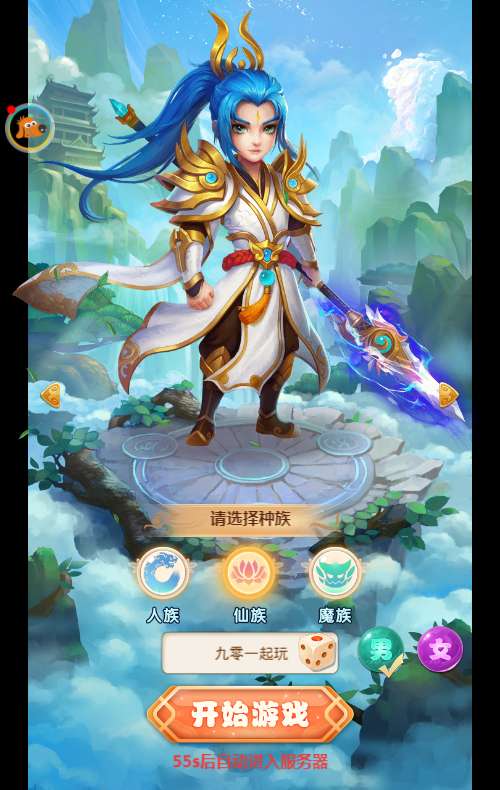 请选择种族
人族 仙族 魔族
九零一起玩
男 女
开始游戏
55s后自动进入服务器